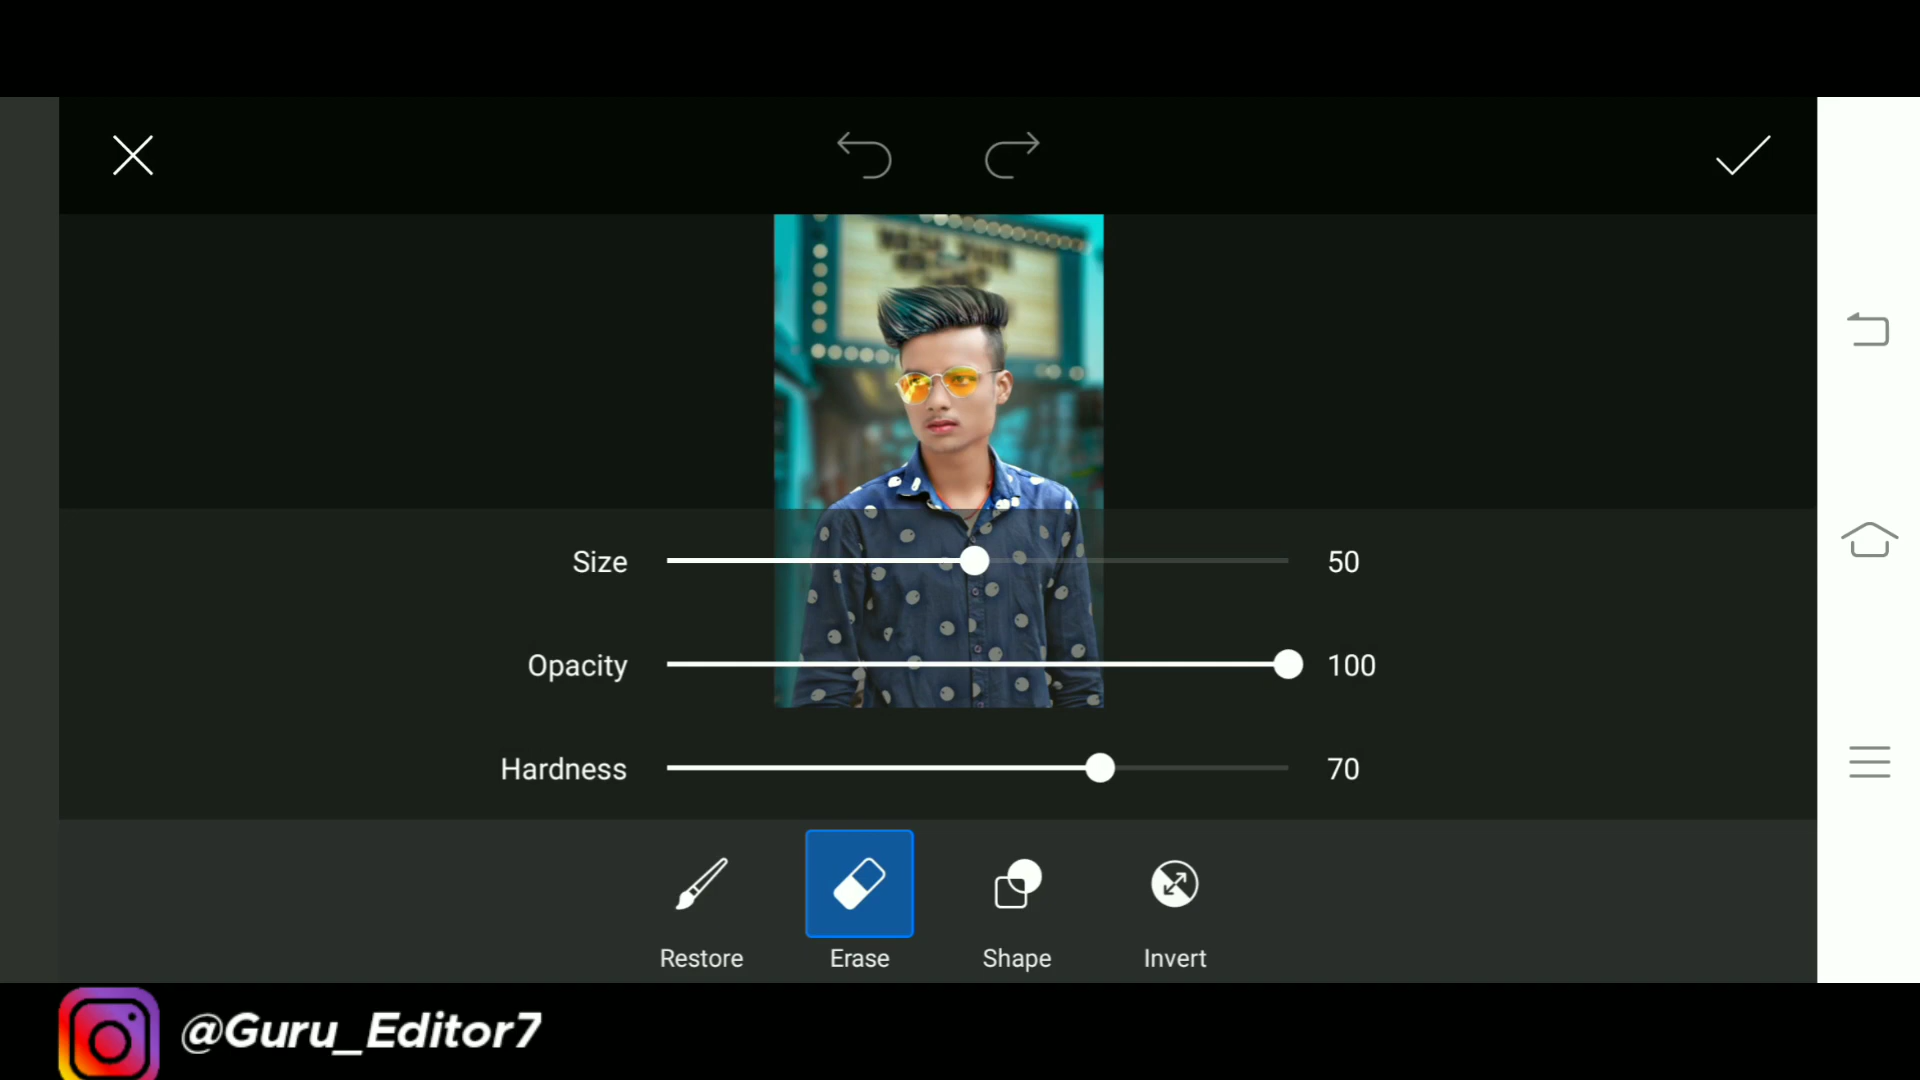 Size 50
Opacity 100
Hardness 70
Restore Erase Shape Invert
@Guru_Editor7